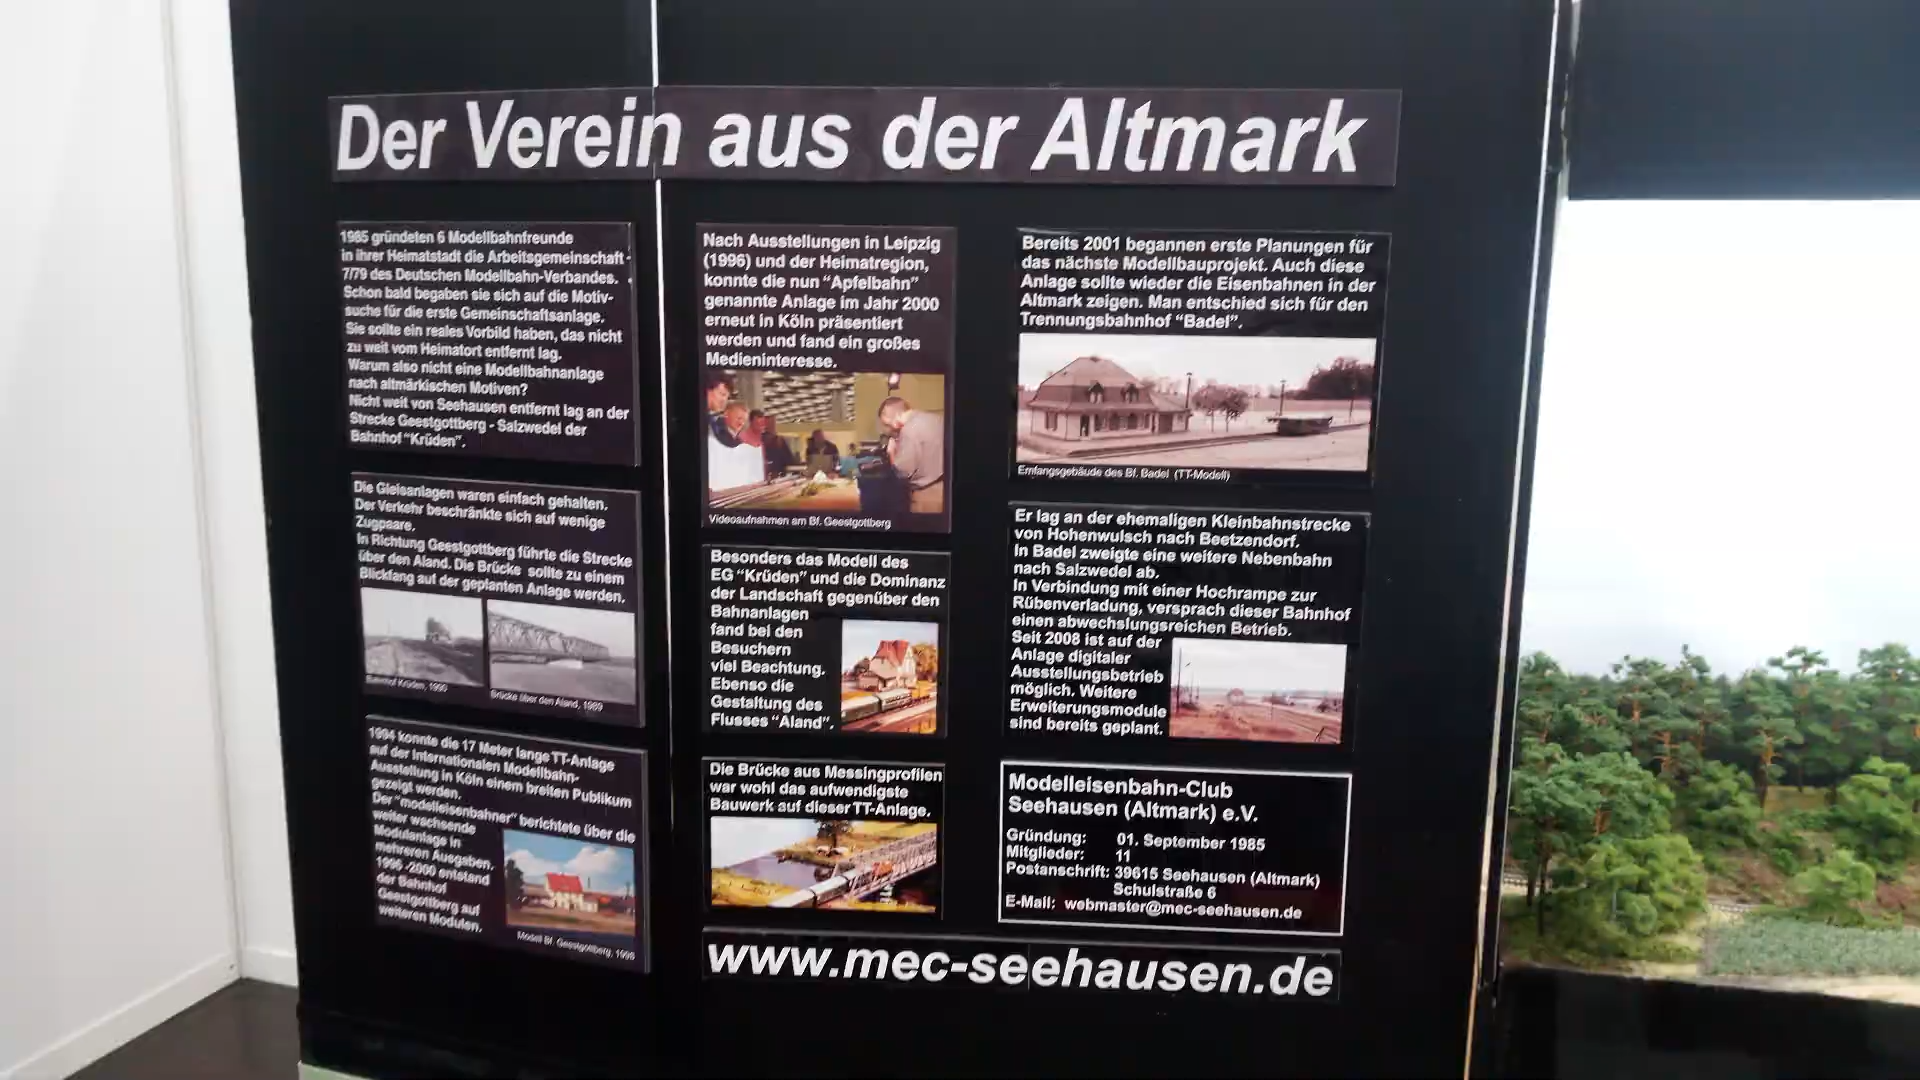 Der Verein aus der Altmark
1985 gründeten 6 Modellbahnfreunde
in ihrer Heimatstadt die Arbeitsgemeinschaft
7/79 des Deutschen Modellbahn-Verbandes.
Schon bald begaben sie sich auf die Motiv-
suche für die erste Gemeinschaftsanlage.
Sie sollte ein reales Vorbild haben, das nicht
zu weit vom Heimatort entfernt lag.
Warum also nicht eine Modellbahnanlage
nach altmärkischen Motiven?
Nicht weit von Seehausen entfernt lag an der
Strecke Geestgottberg - Salzwedel der
Bahnhof "Krüden".
Die Gleisanlagen waren einfach gehalten.
Der Verkehr beschränkte sich auf wenige
Zugpaare.
In Richtung Geestgottberg führte die Strecke
über den Aland. Die Brücke sollte zu einem
Blickfang auf der geplanten Anlage werden.
Bahnhof Krüden, 1990
Brücke über den Aland, 1989
1994 konnte die 17 Meter lange TT-Anlage
auf der Internationalen Modellbahn-
Ausstellung in Köln einem breiten Publikum
gezeigt werden.
Der "modelleisenbahner" berichtete über die
weiter wachsende
Modulanlage in
mehreren Ausgaben.
1996 -2000 entstand
der Bahnhof
Geestgottberg auf
weiteren Modulen.
Modell Bf. Geestgottberg, 1998
Nach Ausstellungen in Leipzig
(1996) und der Heimatregion,
konnte die nun "Apfelbahn"
genannte Anlage im Jahr 2000
erneut in Köln präsentiert
werden und fand ein großes
Medieninteresse.
Videoaufnahmen am Bf. Geestgottberg
Besonders das Modell des
EG "Krüden" und die Dominanz
der Landschaft gegenüber den
Bahnanlagen
fand bei den
Besuchern
viel Beachtung.
Ebenso die
Gestaltung des
Flusses "Aland".
Die Brücke aus Messingprofilen
war wohl das aufwendigste
Bauwerk auf dieser TT-Anlage.
Bereits 2001 begannen erste Planungen für
das nächste Modellbauprojekt. Auch diese
Anlage sollte wieder die Eisenbahnen in der
Altmark zeigen. Man entschied sich für den
Trennungsbahnhof "Badel".
Emfangsgebäude des Bf. Badel (TT-Modell)
Er lag an der ehemaligen Kleinbahnstrecke
von Hohenwulsch nach Beetzendorf.
In Badel zweigte eine weitere Nebenbahn
nach Salzwedel ab.
In Verbindung mit einer Hochrampe zur
Rübenverladung, versprach dieser Bahnhof
einen abwechslungsreichen Betrieb.
Seit 2008 ist auf der
Anlage digitaler
Ausstellungsbetrieb
möglich. Weitere
Erweiterungsmodule
sind bereits geplant.
Modelleisenbahn-Club
Seehausen (Altmark) e.V.
Gründung: 01. September 1985
Mitglieder: 11
Postanschrift: 39615 Seehausen (Altmark)
Schulstraße 6
E-Mail: webmaster@mec-seehausen.de
www.mec-seehausen.de